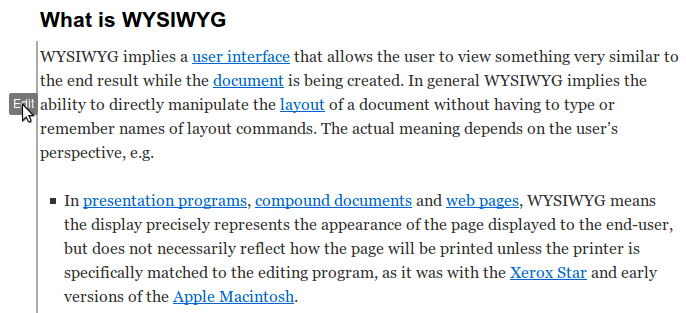 What is WYSIWYG
WYSIWYG implies a user interface that allows the user to view something very similar to
the end result while the document is being created. In general WYSIWYG implies the
Edit
ability to directly manipulate the layout of a document without having to type or
remember names of layout commands. The actual meaning depends on the user’s
perspective, e.g.
In presentation programs, compound documents and web pages, WYSIWYG means
the display precisely represents the appearance of the page displayed to the end-user,
but does not necessarily reflect how the page will be printed unless the printer is
specifically matched to the editing program, as it was with the Xerox Star and early
versions of the Apple Macintosh.